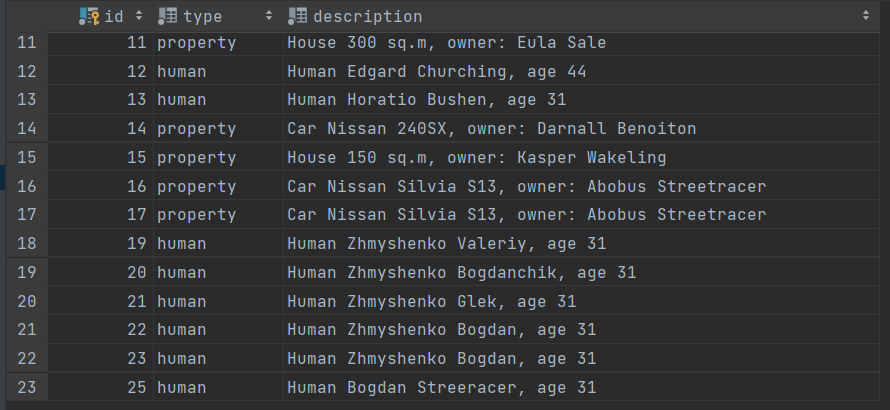 id type description
11 11 property House 300 sq.m, owner: Eula Sale
12 12 human Human Edgard Churching, age 44
13 13 human Human Horatio Bushen, age 31
14 14 property Car Nissan 240SX, owner: Darnall Benoiton
15 15 property House 150 sq.m, owner: Kasper Wakeling
16 16 property Car Nissan Silvia S13, owner: Abobus Streetracer
17 17 property Car Nissan Silvia S13, owner: Abobus Streetracer
18 19 human Human Zhmyshenko Valeriy, age 31
19 20 human Human Zhmyshenko Bogdanchik, age 31
20 21 human Human Zhmyshenko Glek, age 31
21 22 human Human Zhmyshenko Bogdan, age 31
22 23 human Human Zhmyshenko Bogdan, age 31
23 25 human Human Bogdan Streeracer, age 31